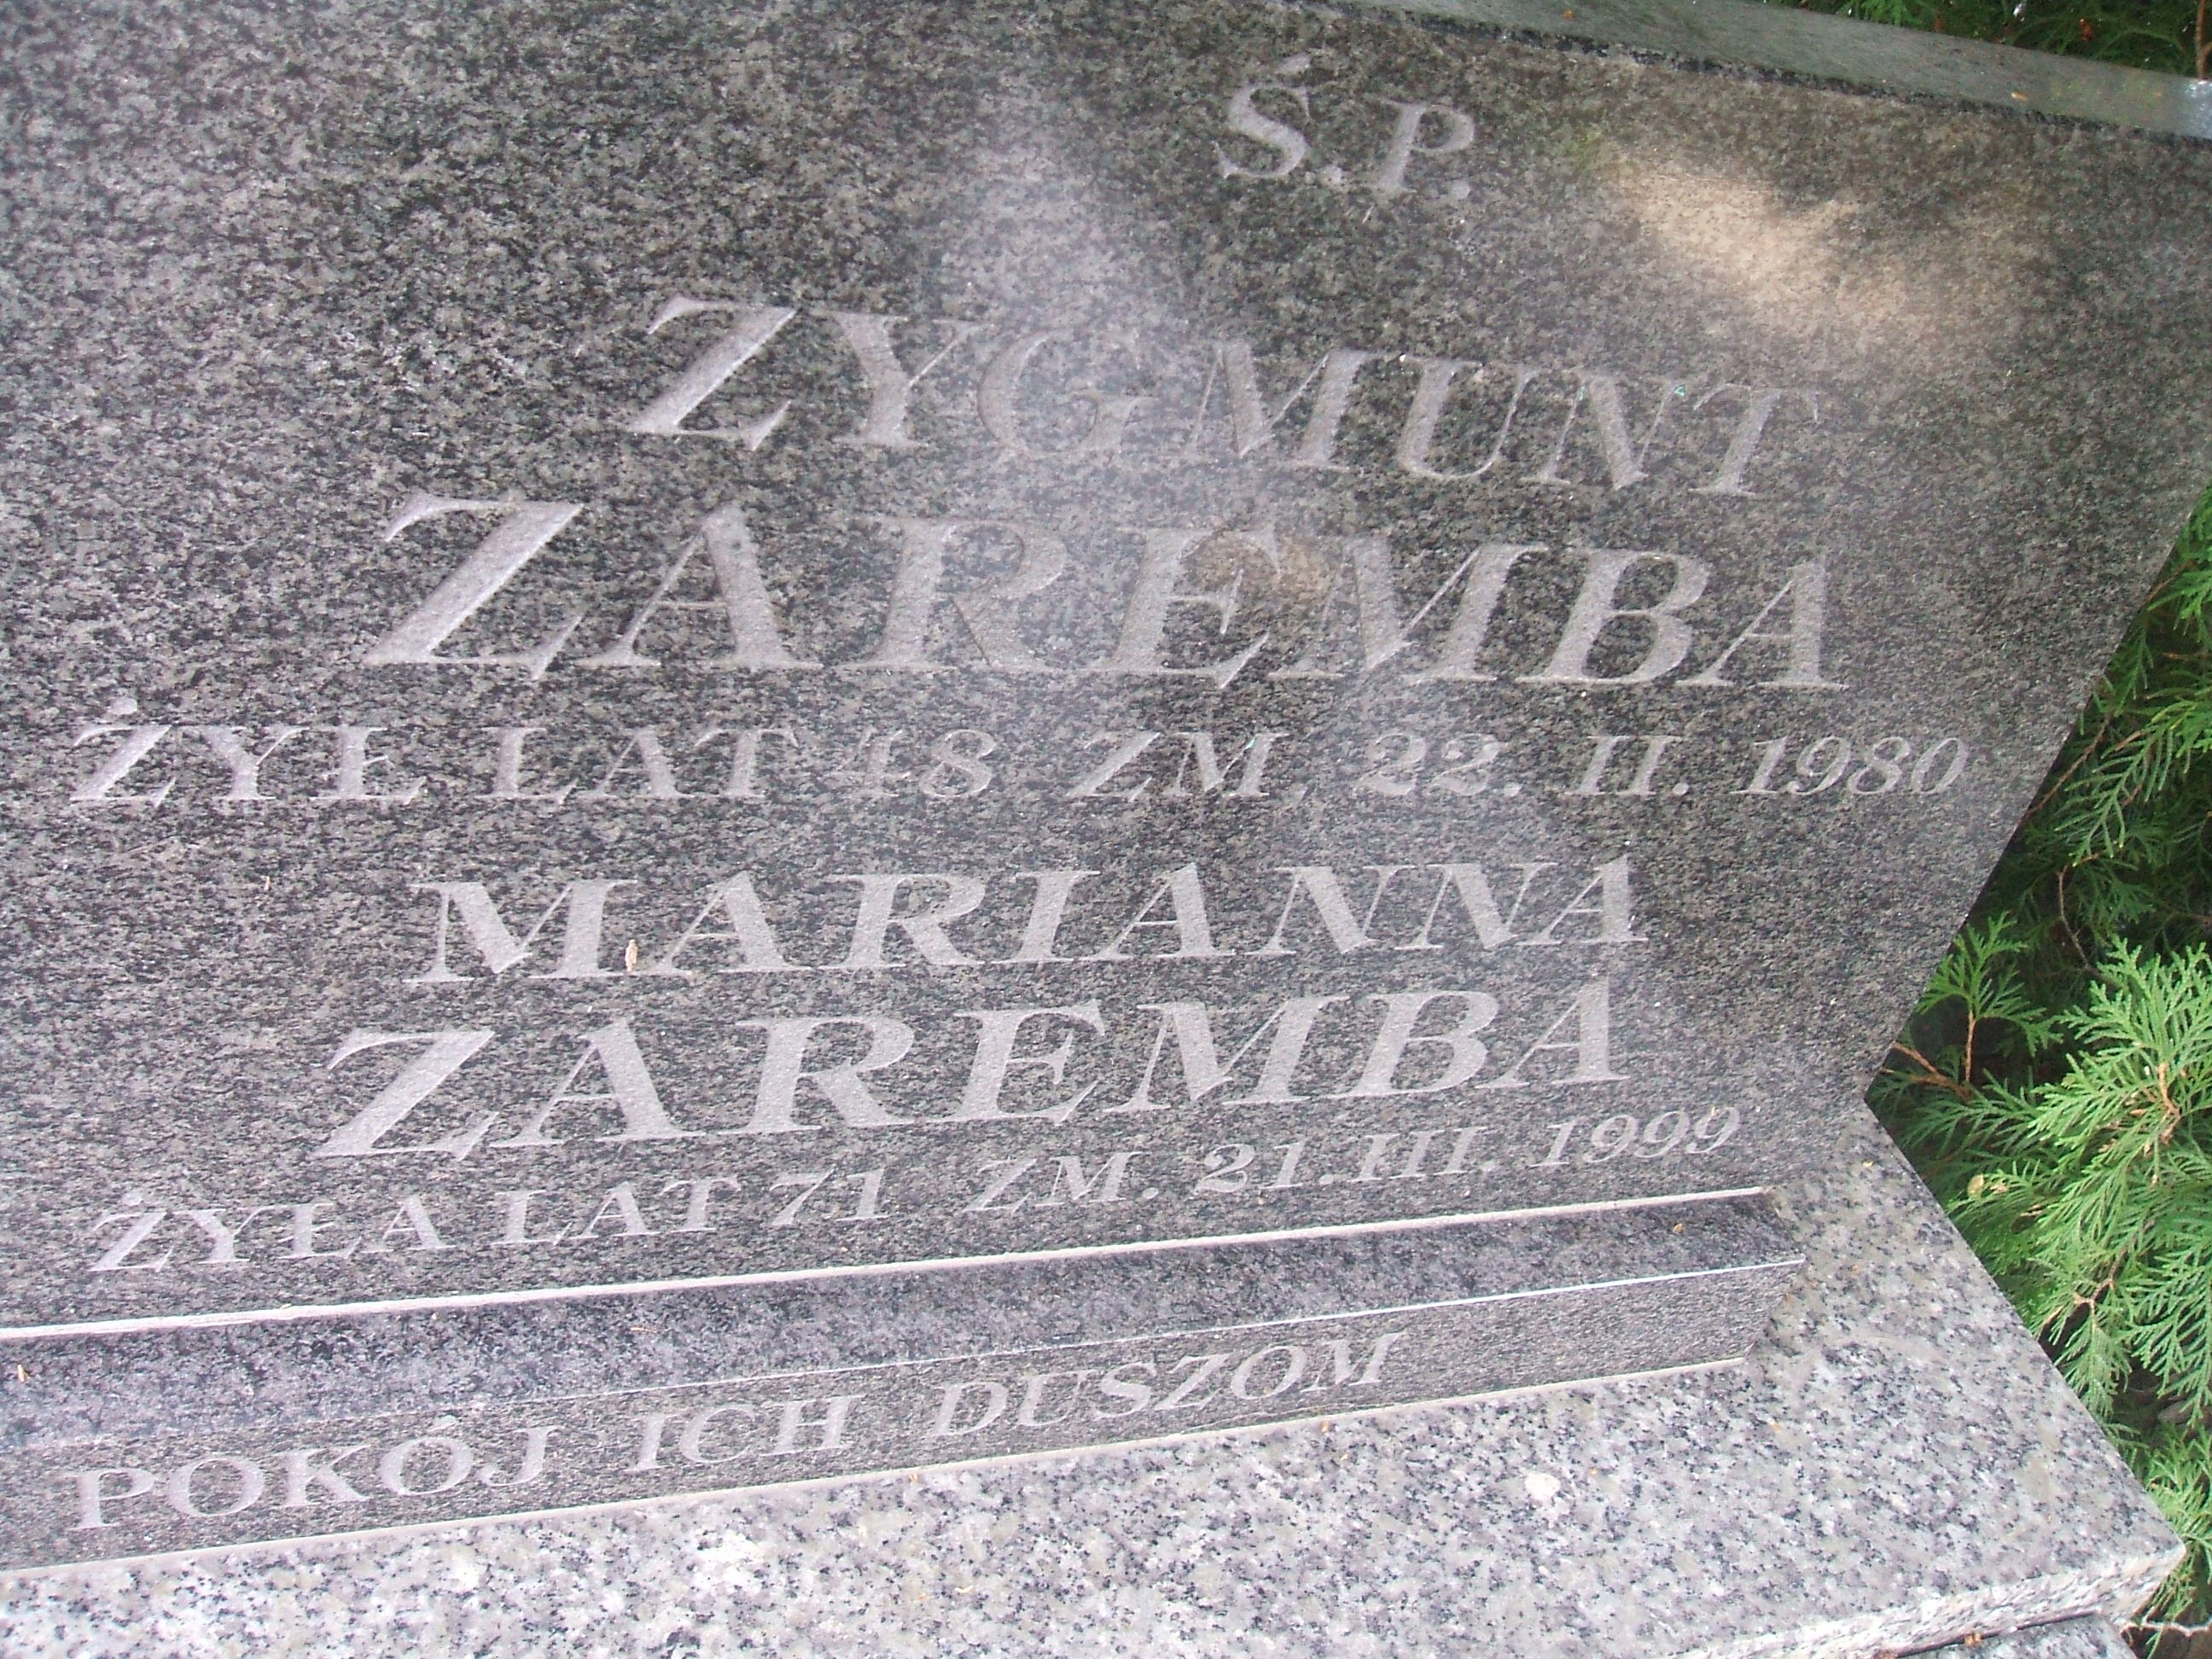 Ś.P.
ZYGMUNT
ZAREMBA
ŻYŁ LAT 48 ZM. 22. II. 1980
MARIANNA
ZAREMBA
ŻYŁA LAT 71 ZM. 21.III. 1999
POKÓJ ICH DUSZOM